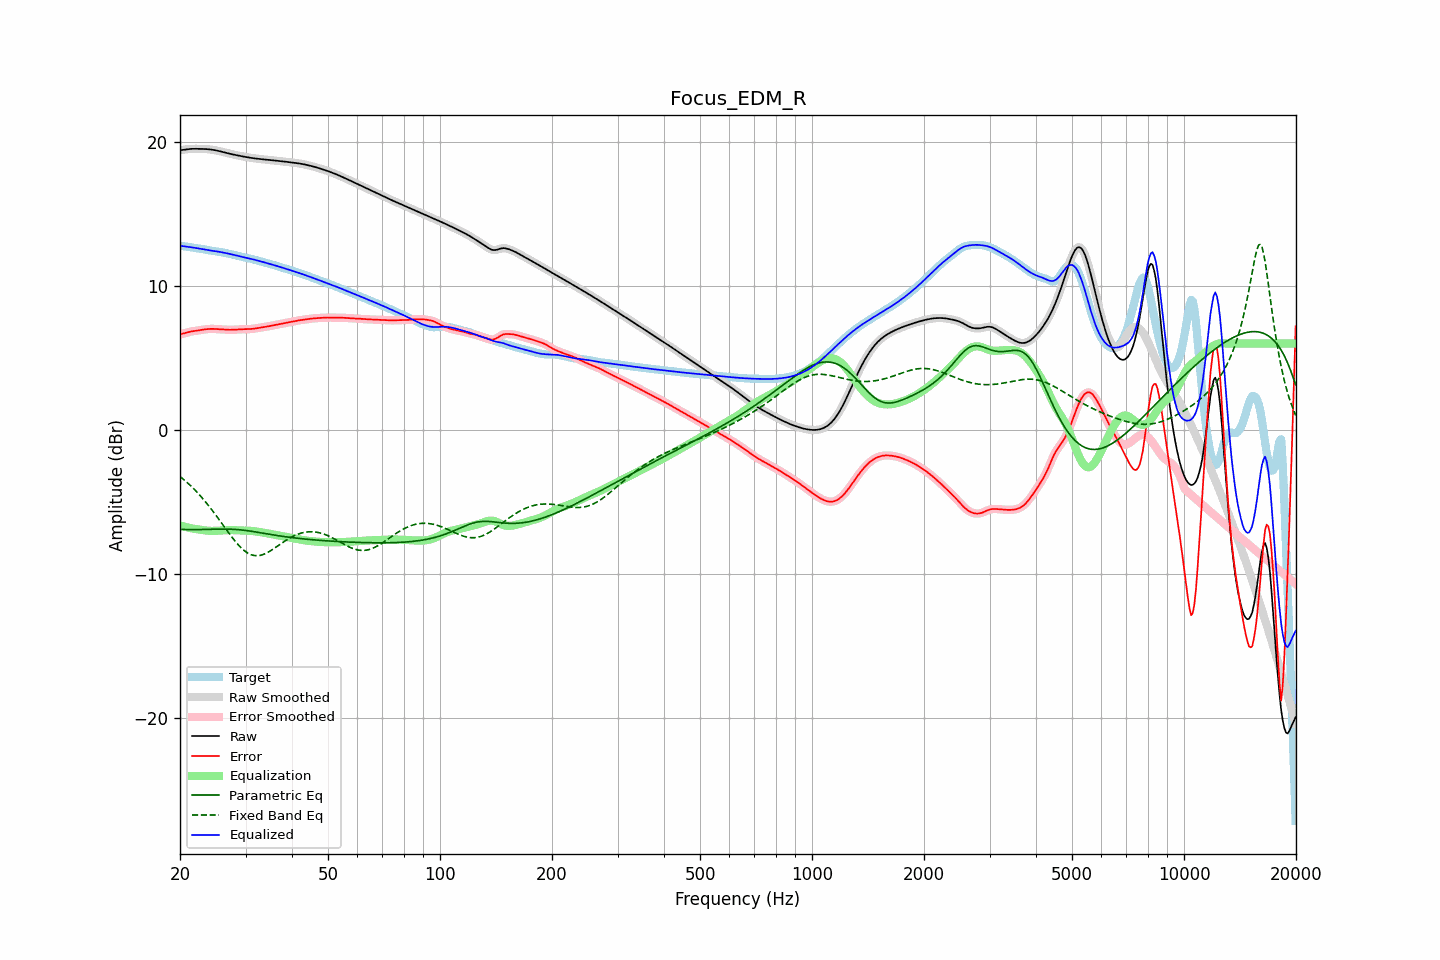 Focus_EDM_R
Amplitude (dBr)
20
10
0
−10
−20
Target
Raw Smoothed
Error Smoothed
Raw
Error
Equalization
Parametric Eq
Fixed Band Eq
Equalized
20 50 100 200 500 1000 2000 5000 10000 20000
Frequency (Hz)